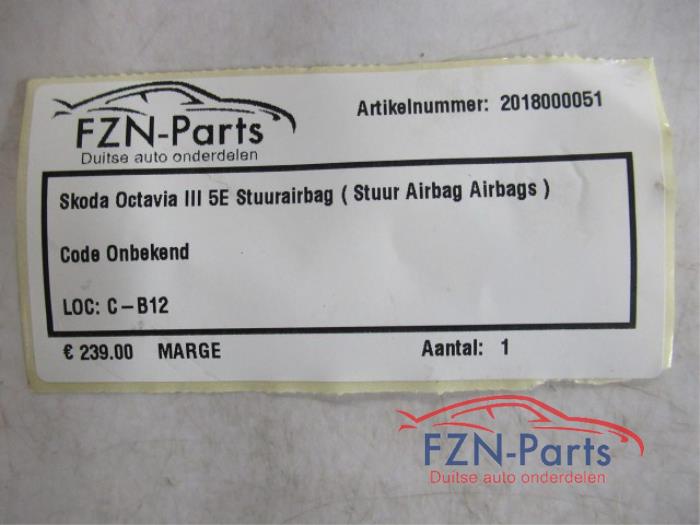 FZN-Parts
Duitse auto onderdelen
Artikelnummer: 2018000051
Skoda Octavia III 5E Stuurairbag ( Stuur Airbag Airbags )
Code Onbekend
LOC: C-B12
€ 239.00 MARGE Aantal: 1
FZN-Parts
Duitse auto onderdelen